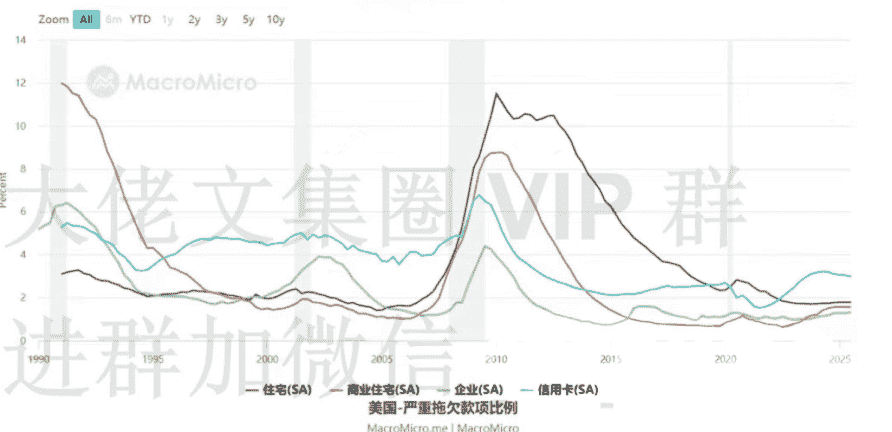 Zoom All 6m YTD 1y 2y 3y 5y 10y
14
MacroMicro
12
10
8
大佬文集圈 VIP 群
Percent
6
4
2
进群加微信
0
1990 1995 2000 2005 2010 2015 2020 2025
住宅(SA) 商业住宅(SA) 企业(SA) 信用卡(SA)
美国-严重拖欠款项比例
MacroMicro.me | MacroMicro